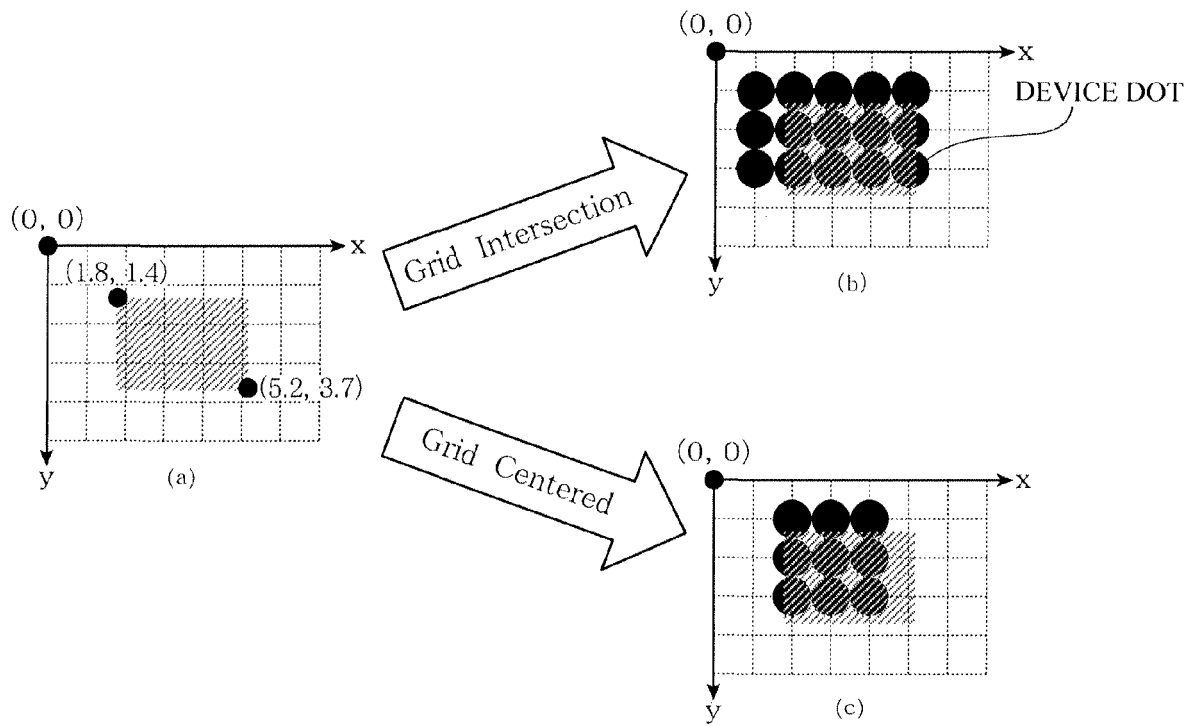 (0, 0)
x
DEVICE DOT
y
(b)
Grid Intersection
(0, 0)
x
(1.8, 1.4)
(5.2, 3.7)
y
(a)
Grid Centered
(0, 0)
x
y
(c)